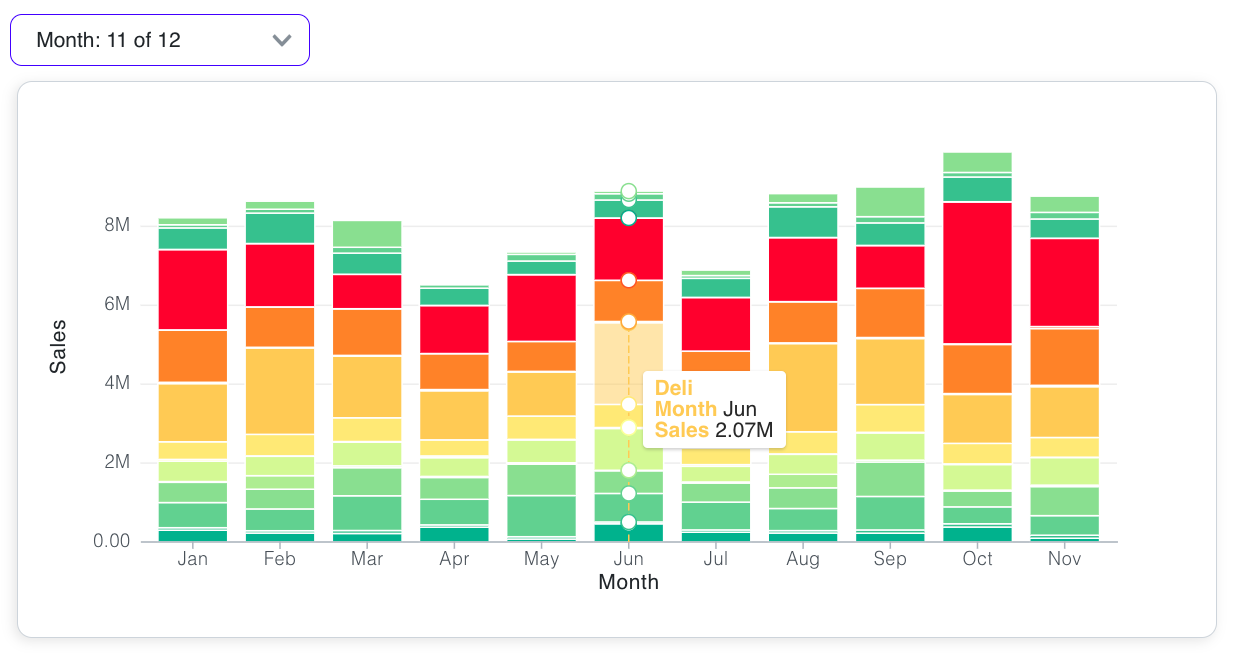 Month: 11 of 12
8M
6M
4M
2M
0.00
Sales
Deli
Month Jun
Sales 2.07M
Jan Feb Mar Apr May Jun Jul Aug Sep Oct Nov
Month